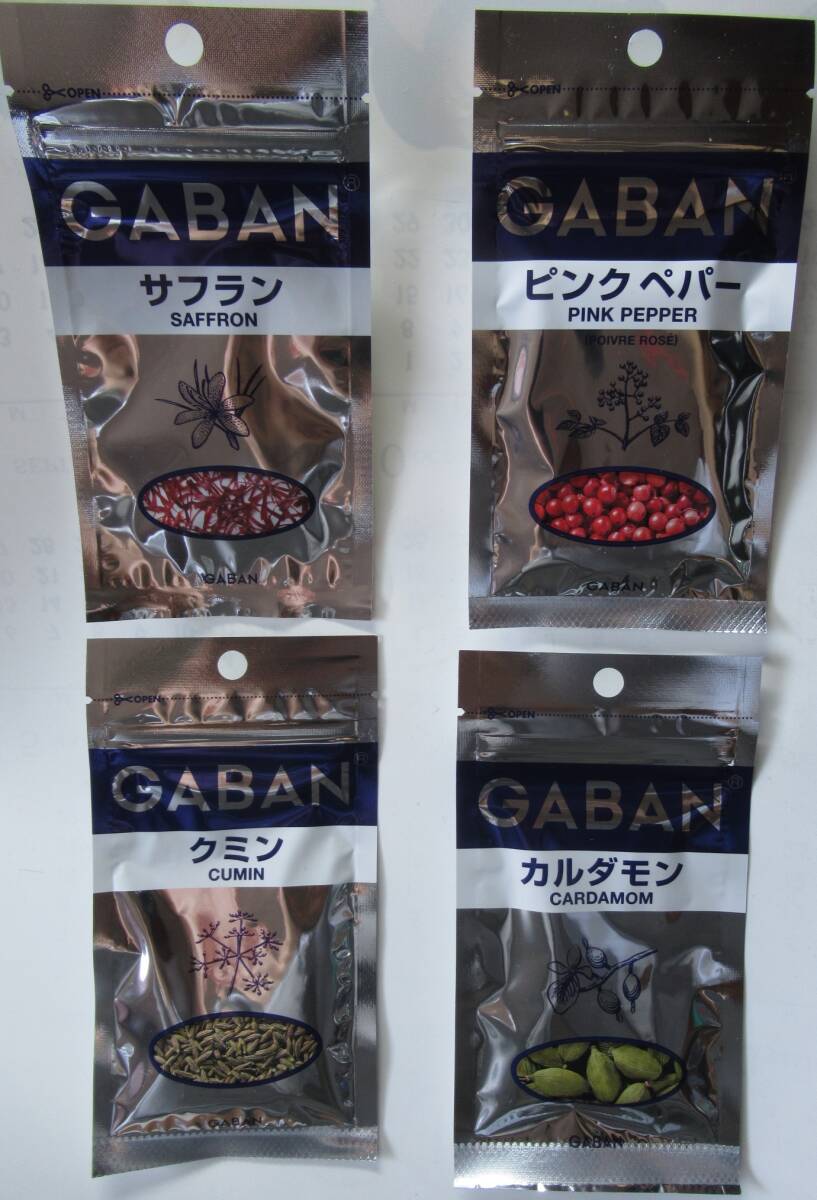 OPEN
GABAN®
サフラン
SAFFRON
GABAN
OPEN
GABAN®
ピンク ペパー
PINK PEPPER
(POIVRE ROSÉ)
GABAN
OPEN
GABAN®
クミン
CUMIN
GABAN
OPEN
GABAN®
カルダモン
CARDAMOM
GABAN